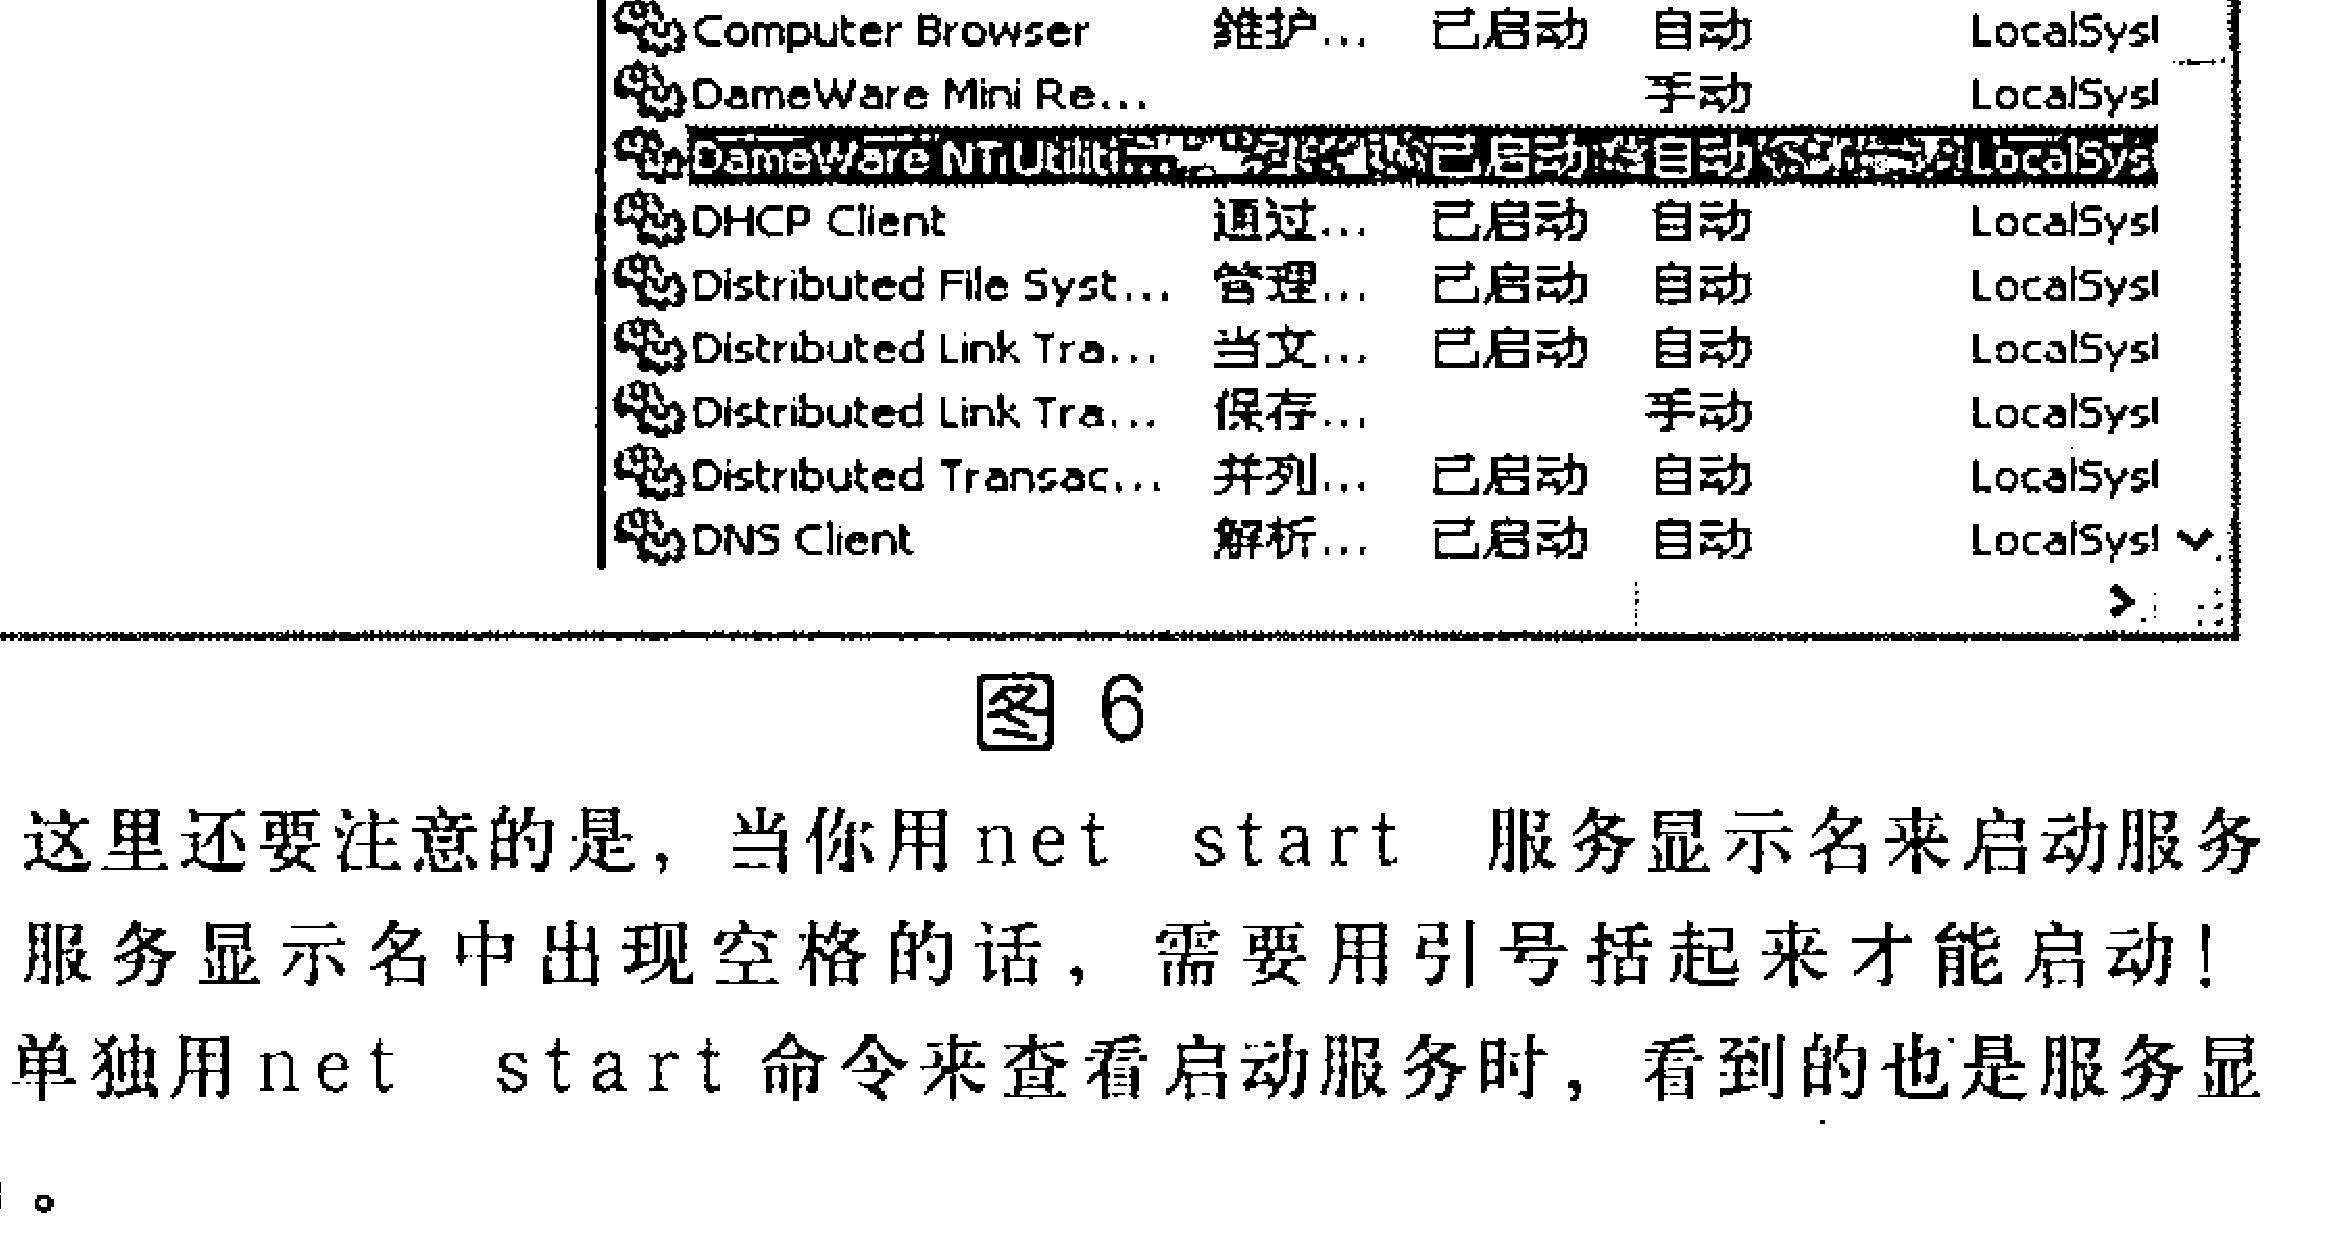 Computer Browser 维护... 已启动 自动 LocalSysl
DameWare Mini Re... 手动 LocalSysl
DameWare NT Utiliti... 已启动 自动 LocalSys
DHCP Client 通过... 已启动 自动 LocalSysl
Distributed File Syst... 管理... 已启动 自动 LocalSysl
Distributed Link Tra... 当文... 已启动 自动 LocalSysl
Distributed Link Tra... 保存... 手动 LocalSysl
Distributed Transac... 并列... 已启动 自动 LocalSysl
DNS Client 解析... 已启动 自动 LocalSysl
图 6
这里还要注意的是，当你用net start 服务显示名来启动服务
服务显示名中出现空格的话，需要用引号括起来才能启动！
单独用net start命令来查看启动服务时，看到的也是服务显
。